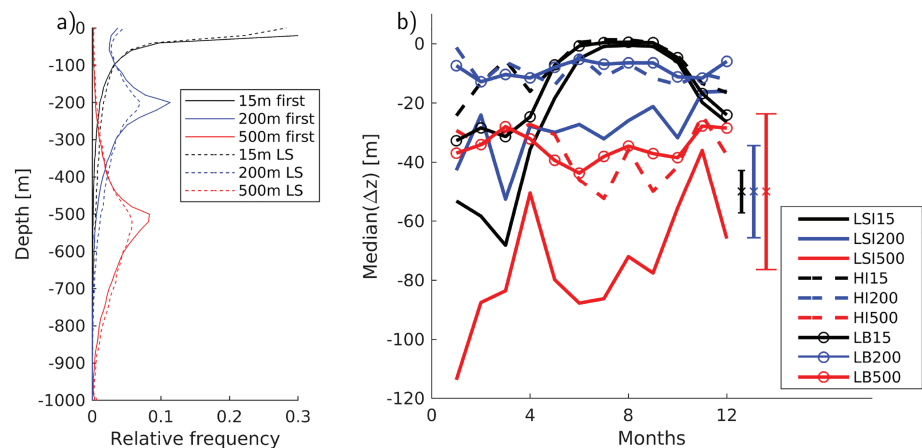 a)
-0
-100
-200
-300
-400
-500
-600
-700
-800
-900
-1000
Depth [m]
0
0.1
0.2
0.3
Relative frequency
15m first
200m first
500m first
15m LS
200m LS
500m LS
b)
0
-20
-40
-60
-80
-100
-120
Median(Δz) [m]
0
4
8
12
Months
LSI15
LSI200
LSI500
HI15
HI200
HI500
LB15
LB200
LB500